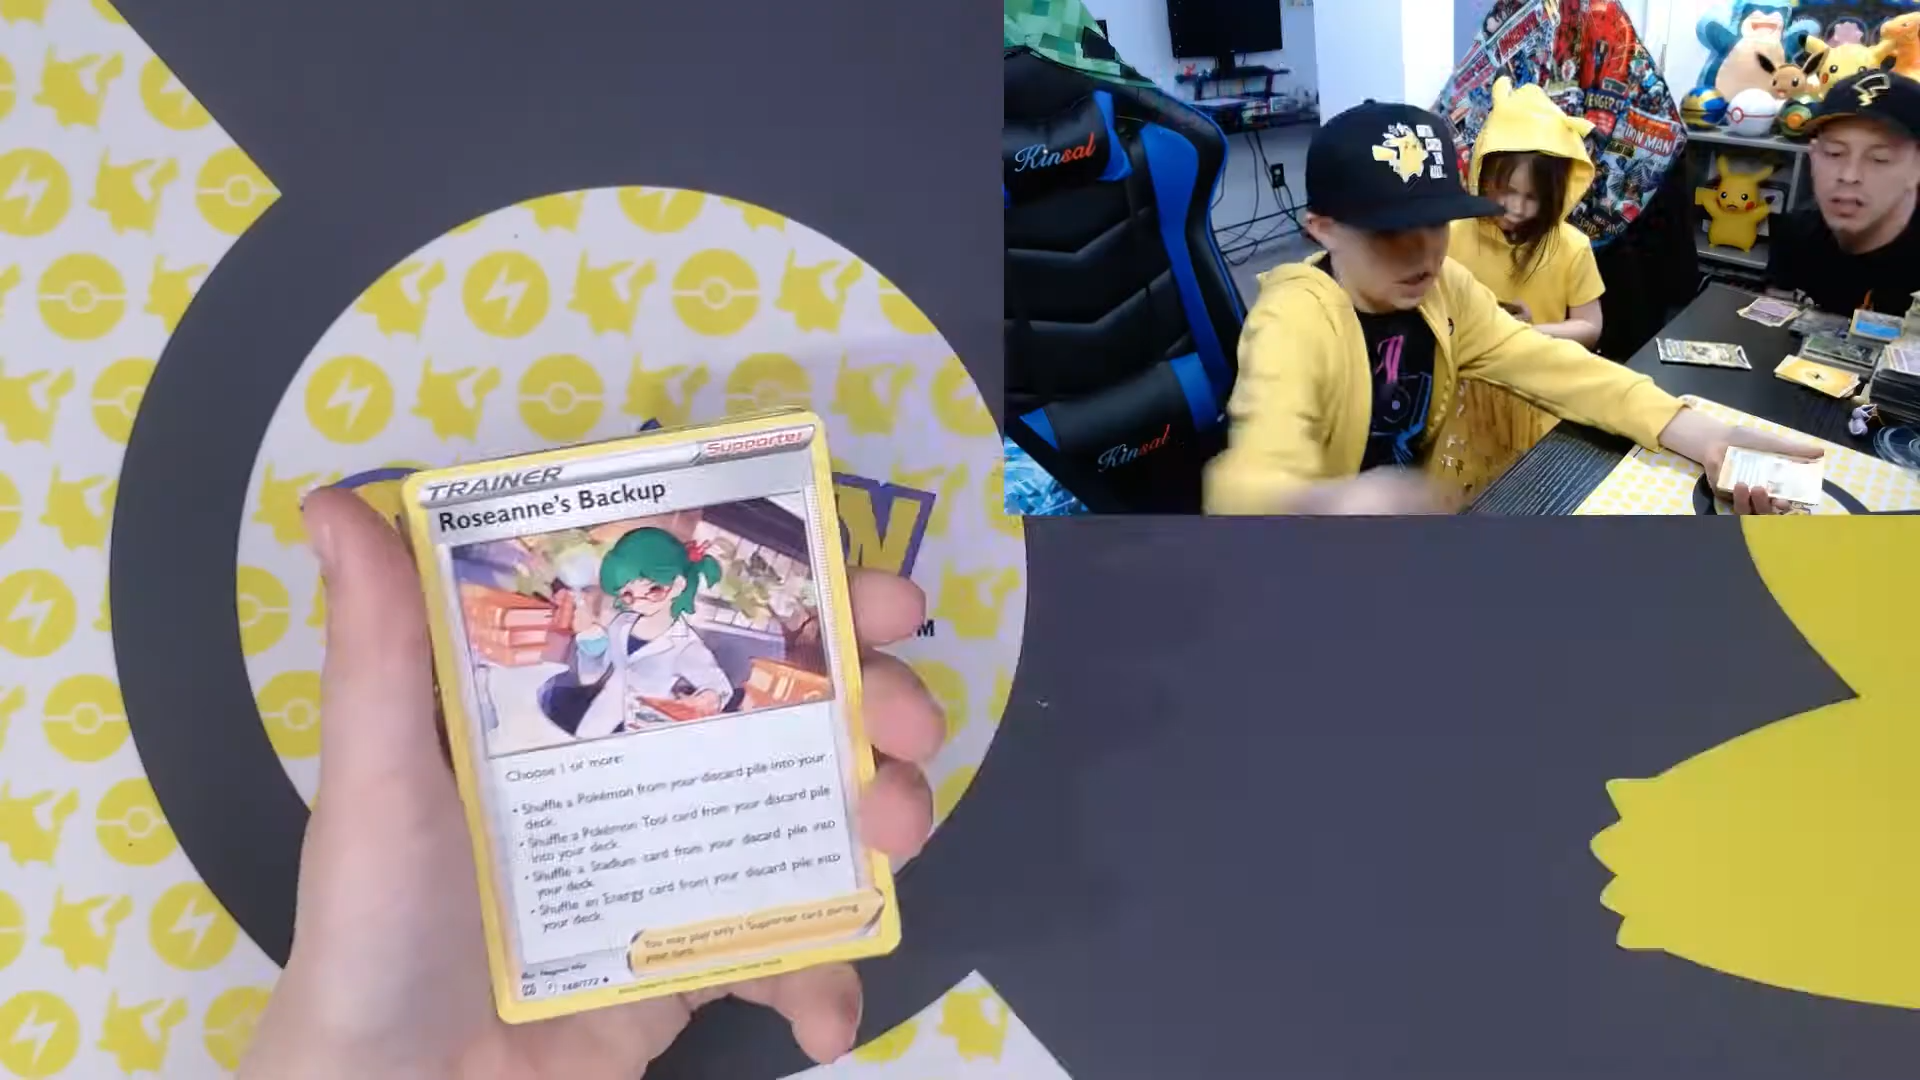 TRAINER
Supporter
Roseanne's Backup
Choose 1 or more:
• Shuffle a Pokémon from your discard pile into your
deck.
• Shuffle a Pokémon Tool card from your discard pile
into your deck.
• Shuffle a Stadium card from your discard pile into
your deck.
• Shuffle an Energy card from your discard pile into
your deck.
You may play only 1 Supporter card during
your turn.
N
M
Kinsal
Kinsal
IRON MAN